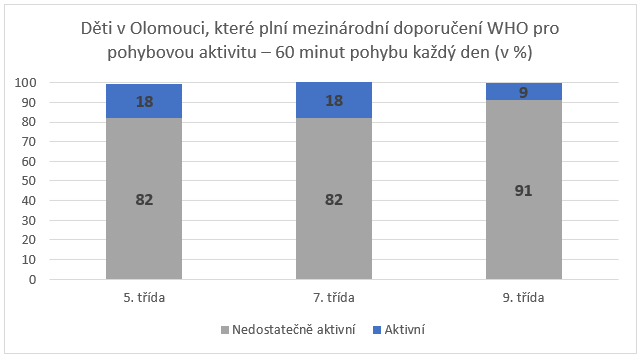 Děti v Olomouci, které plní mezinárodní doporučení WHO pro
pohybovou aktivitu – 60 minut pohybu každý den (v %)
100
90
80
70
60
50
40
30
20
10
0
18
18
9
82
82
91
5. třída
7. třída
9. třída
Nedostatečně aktivní
Aktivní